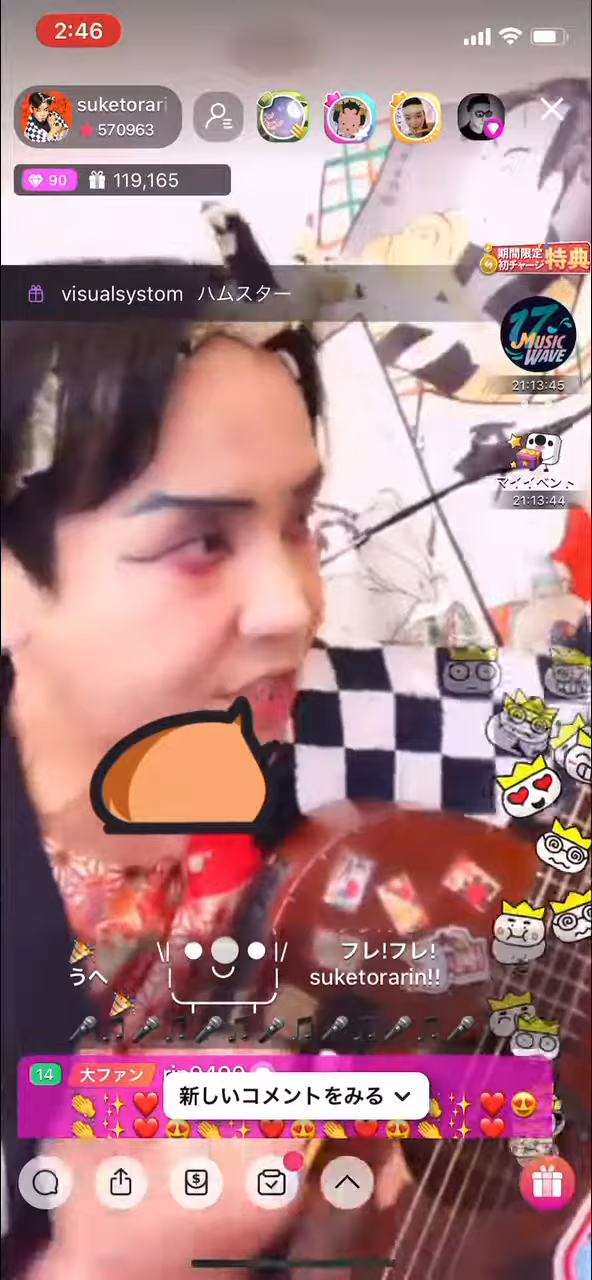 2:46
suketorari
570963
90
119,165
期間限定
初チャージ
特典
visualsystom ハムスター
17
MUSIC
WAVE
21:13:45
マイイベント
21:13:44
フレ!フレ!
うへ
suketorarin!!
14 大ファン
新しいコメントをみる